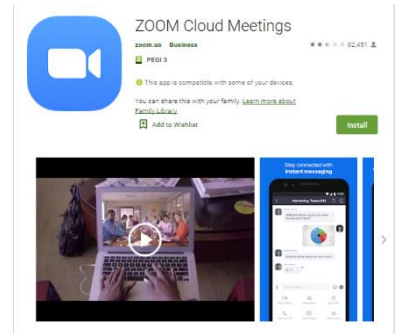 ZOOM Cloud Meetings
zoom.us Business
92,451
PEGI 3
This app is compatible with some of your devices.
You can share this with your family. Learn more about
Family Library
Add to Wishlist
Install
Stay connected with
instant messaging